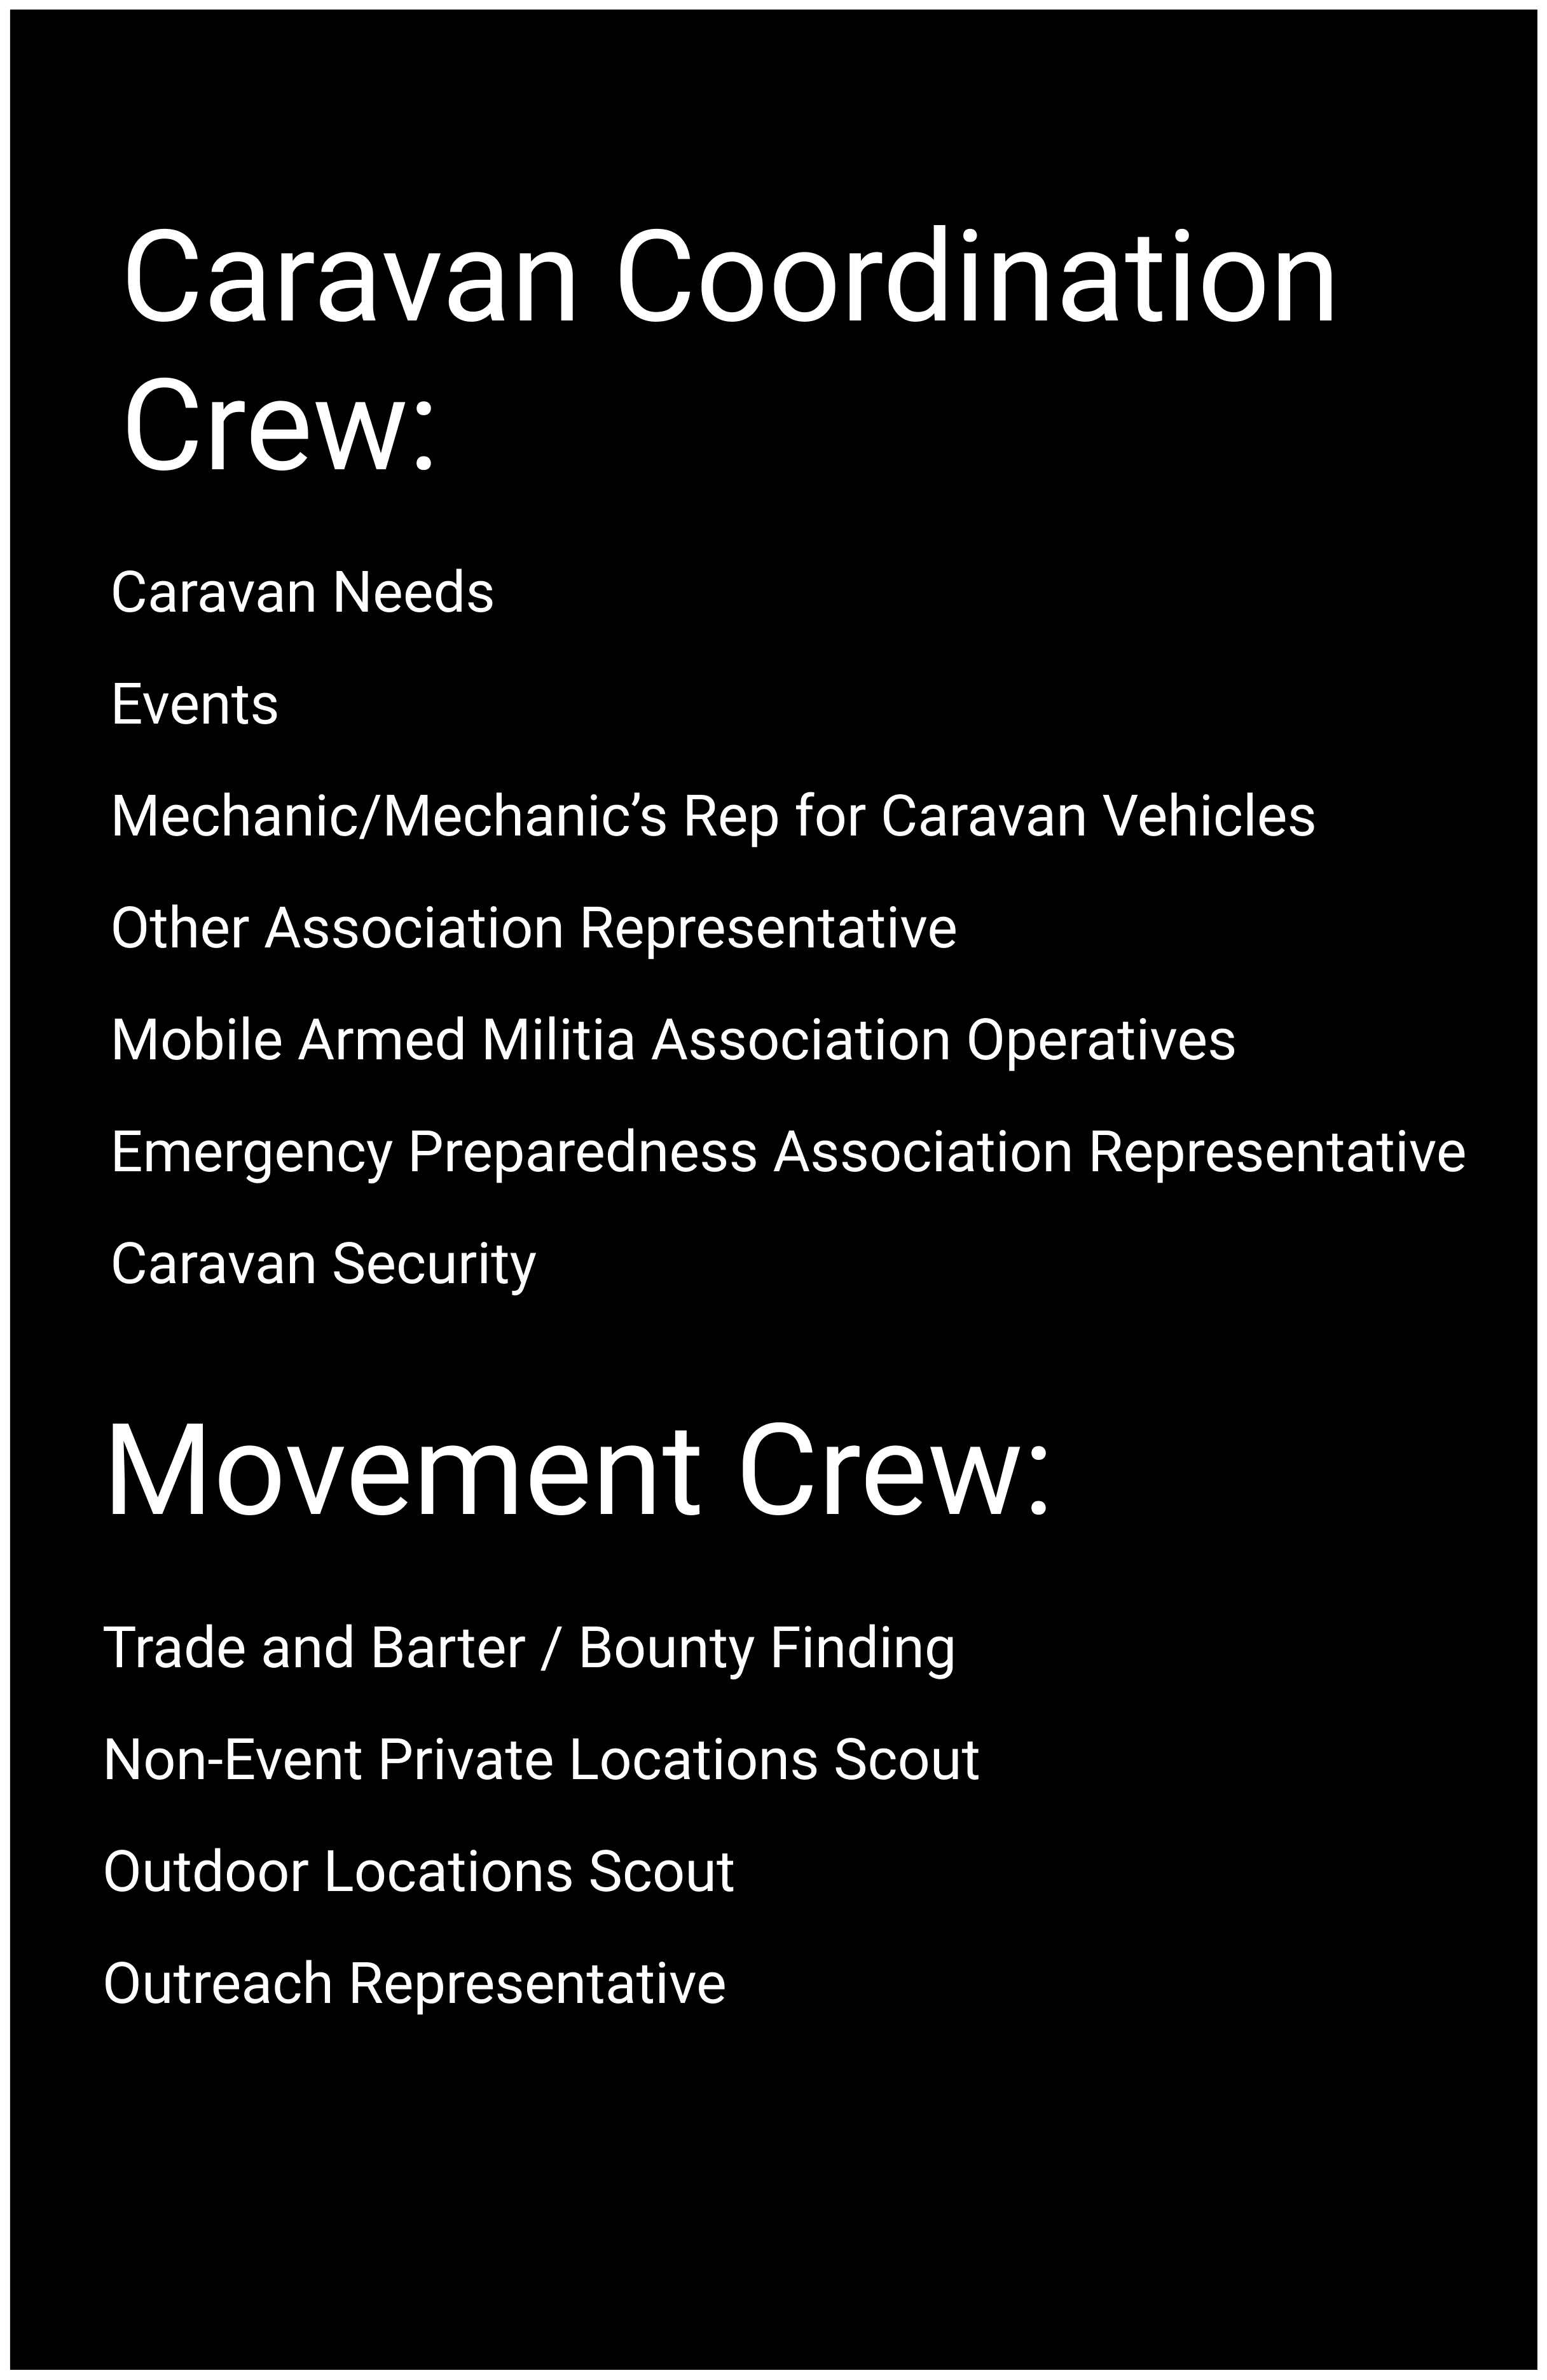 Caravan Coordination
Crew:
Caravan Needs
Events
Mechanic/Mechanic’s Rep for Caravan Vehicles
Other Association Representative
Mobile Armed Militia Association Operatives
Emergency Preparedness Association Representative
Caravan Security
Movement Crew:
Trade and Barter / Bounty Finding
Non-Event Private Locations Scout
Outdoor Locations Scout
Outreach Representative